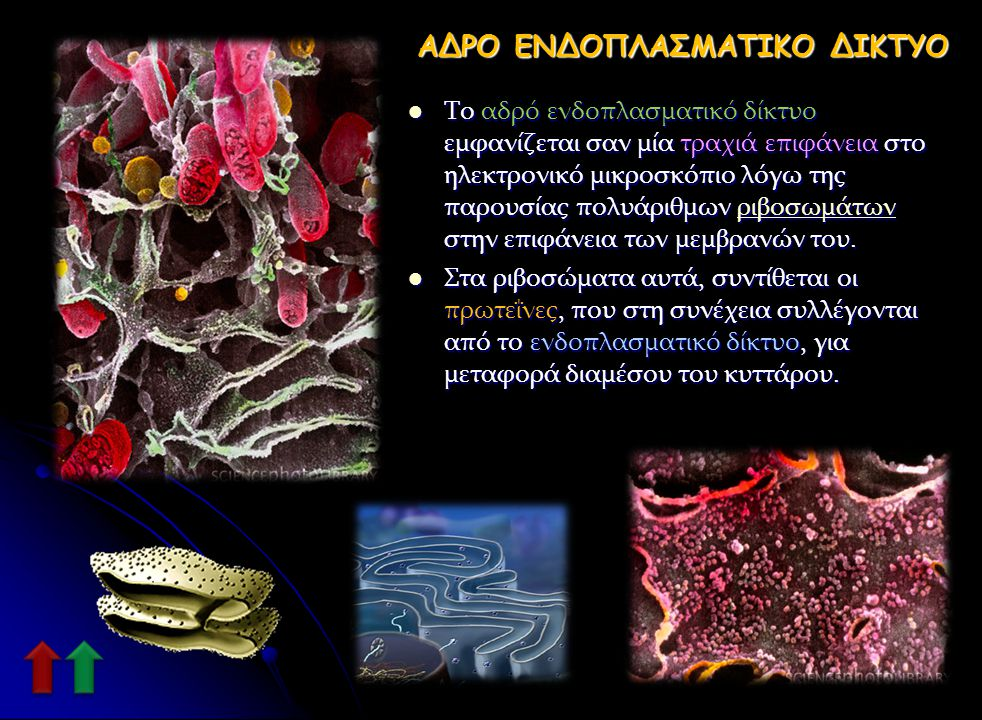 ΑΔΡΟ ΕΝΔΟΠΛΑΣΜΑΤΙΚΟ ΔΙΚΤΥΟ
Το αδρό ενδοπλασματικό δίκτυο
εμφανίζεται σαν μία τραχιά επιφάνεια στο
ηλεκτρονικό μικροσκόπιο λόγω της
παρουσίας πολυάριθμων ριβοσωμάτων
στην επιφάνεια των μεμβρανών του.
Στα ριβοσώματα αυτά, συντίθεται οι
πρωτεΐνες, που στη συνέχεια συλλέγονται
από το ενδοπλασματικό δίκτυο, για
μεταφορά διαμέσου του κυττάρου.
SCIENCEPHOTOLIBRARY
SCIENCEPHOTOLIBRARY